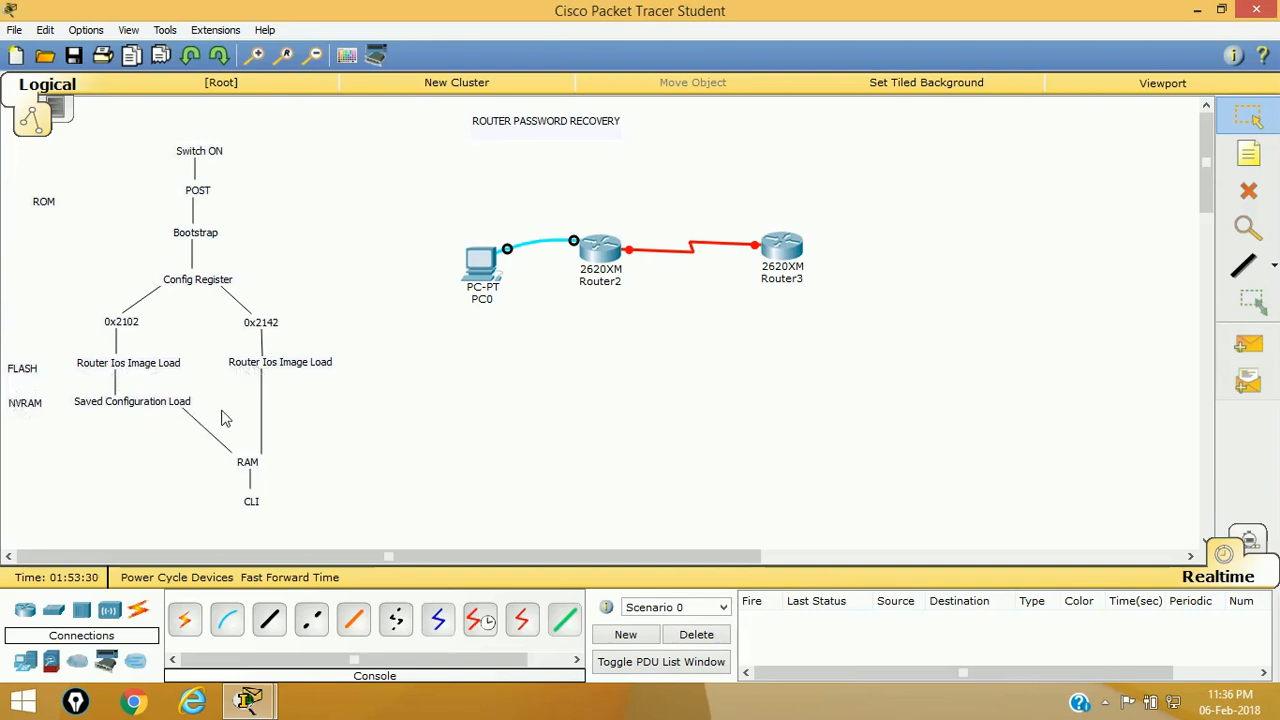 Cisco Packet Tracer Student
File Edit Options View Tools Extensions Help
Logical [Root] New Cluster Move Object Set Tiled Background Viewport
ROUTER PASSWORD RECOVERY
Switch ON
POST
ROM
Bootstrap
Config Register
0x2102 0x2142
Router Ios Image Load Router Ios Image Load
FLASH
Saved Configuration Load
NVRAM
RAM
CLI
PC-PT
PC0
2620XM
Router2
2620XM
Router3
Time: 01:53:30 Power Cycle Devices Fast Forward Time
Realtime
Connections
Console
Scenario 0
New Delete
Toggle PDU List Window
Fire Last Status Source Destination Type Color Time(sec) Periodic Num
11:36 PM
06-Feb-2018